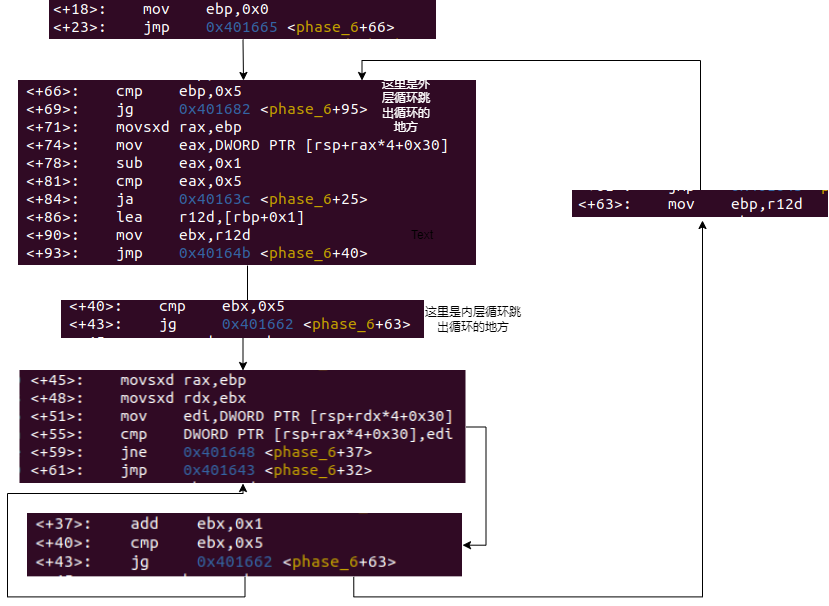 <+18>: mov ebp,0x0
<+23>: jmp 0x401665 <phase_6+66>
<+66>: cmp ebp,0x5
<+69>: jg 0x401682 <phase_6+95>
<+71>: movsxd rax,ebp
<+74>: mov eax,DWORD PTR [rsp+rax*4+0x30]
<+78>: sub eax,0x1
<+81>: cmp eax,0x5
<+84>: ja 0x40163c <phase_6+25>
<+86>: lea r12d,[rbp+0x1]
<+90>: mov ebx,r12d
<+93>: jmp 0x40164b <phase_6+40>
这里是外
层循环跳
出循环的
地方
Text
<+63>: mov ebp,r12d
<+40>: cmp ebx,0x5
<+43>: jg 0x401662 <phase_6+63>
这里是内层循环跳
出循环的地方
<+45>: movsxd rax,ebp
<+48>: movsxd rdx,ebx
<+51>: mov edi,DWORD PTR [rsp+rdx*4+0x30]
<+55>: cmp DWORD PTR [rsp+rax*4+0x30],edi
<+59>: jne 0x401648 <phase_6+37>
<+61>: jmp 0x401643 <phase_6+32>
<+37>: add ebx,0x1
<+40>: cmp ebx,0x5
<+43>: jg 0x401662 <phase_6+63>